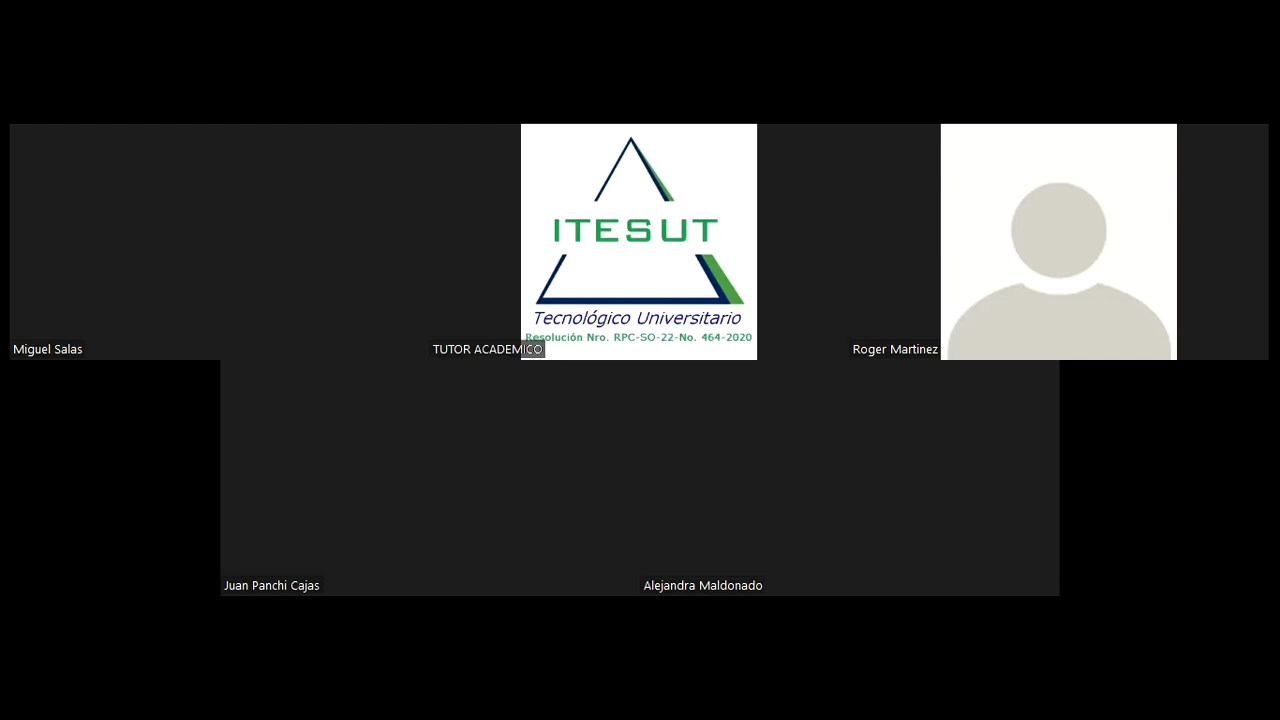 ITESUT
Tecnológico Universitario
Resolución Nro. RPC-SO-22-No. 464-2020
Miguel Salas
TUTOR ACADEMICO
Roger Martinez
Juan Panchi Cajas
Alejandra Maldonado